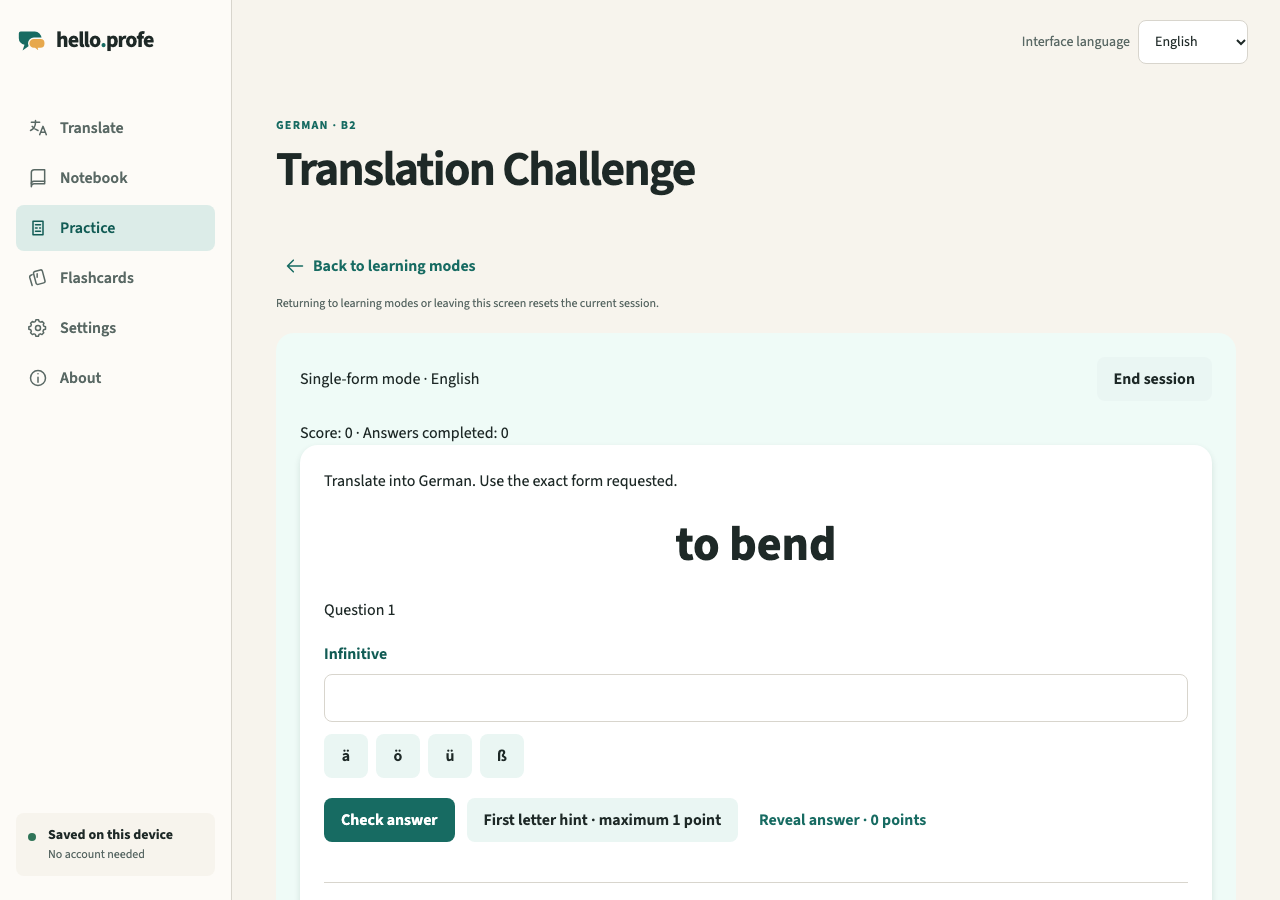 hello.profe
Interface language
English
Translate
Notebook
Practice
Flashcards
Settings
About
Saved on this device
No account needed
GERMAN · B2
Translation Challenge
Back to learning modes
Returning to learning modes or leaving this screen resets the current session.
Single-form mode · English
End session
Score: 0 · Answers completed: 0
Translate into German. Use the exact form requested.
to bend
Question 1
Infinitive
ä ö ü ß
Check answer
First letter hint · maximum 1 point
Reveal answer · 0 points